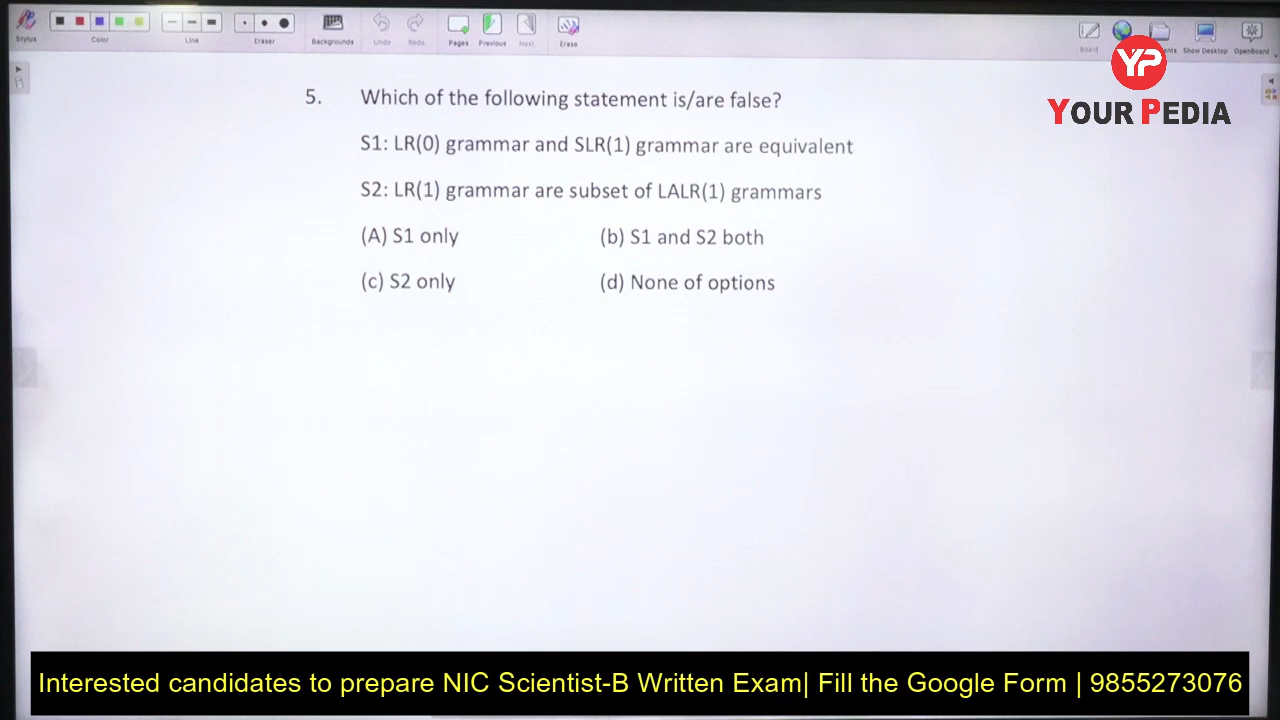 Stylus
Color
Line
Eraser
Backgrounds
Undo
Redo
Pages
Previous
Next
Erase
Board
Show Desktop
OpenBoard
YP
YOUR PEDIA
5. Which of the following statement is/are false?
S1: LR(0) grammar and SLR(1) grammar are equivalent
S2: LR(1) grammar are subset of LALR(1) grammars
(A) S1 only (b) S1 and S2 both
(c) S2 only (d) None of options
Interested candidates to prepare NIC Scientist-B Written Exam| Fill the Google Form | 9855273076